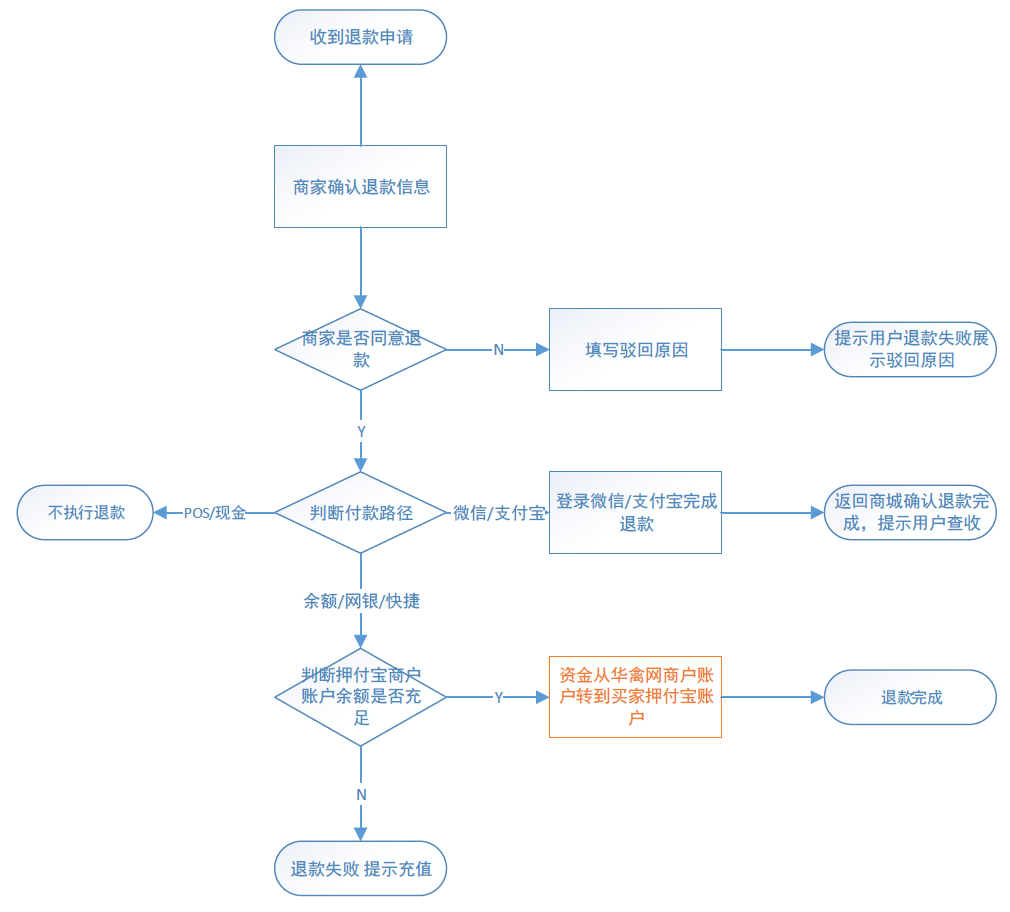 收到退款申请
商家确认退款信息
商家是否同意退
款
N
填写驳回原因
提示用户退款失败展
示驳回原因
Y
不执行退款
POS/现金
判断付款路径
微信/支付宝
登录微信/支付宝完成
退款
返回商城确认退款完
成，提示用户查收
余额/网银/快捷
判断押付宝商户
账户余额是否充
足
Y
资金从华禽网商户账
户转到买家押付宝账
户
退款完成
N
退款失败 提示充值